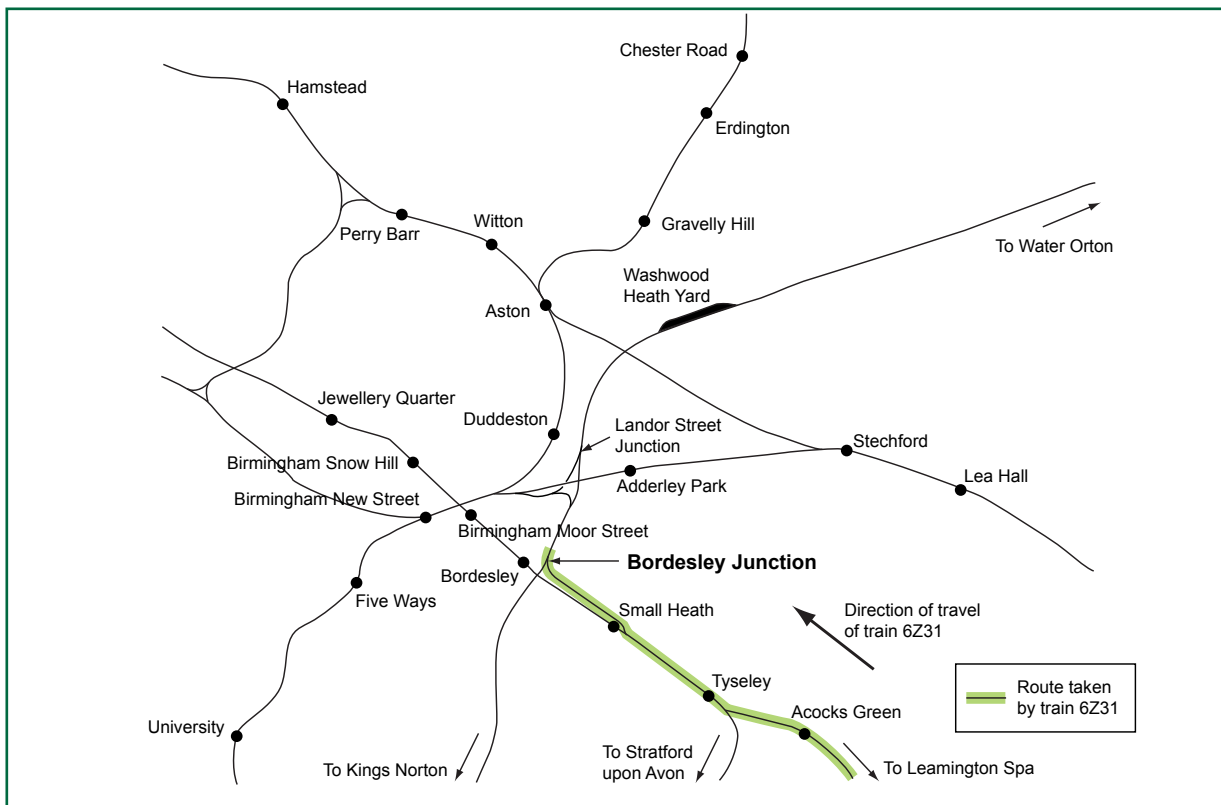 Chester Road
Hamstead
Erdington
Perry Barr
Witton
Gravelly Hill
To Water Orton
Washwood
Heath Yard
Aston
Jewellery Quarter
Duddeston
Landor Street
Junction
Stechford
Birmingham Snow Hill
Adderley Park
Lea Hall
Birmingham New Street
Birmingham Moor Street
Bordesley
Bordesley Junction
Five Ways
Small Heath
Direction of travel
of train 6Z31
Tyseley
Route taken
by train 6Z31
Acocks Green
University
To Kings Norton
To Stratford
upon Avon
To Leamington Spa